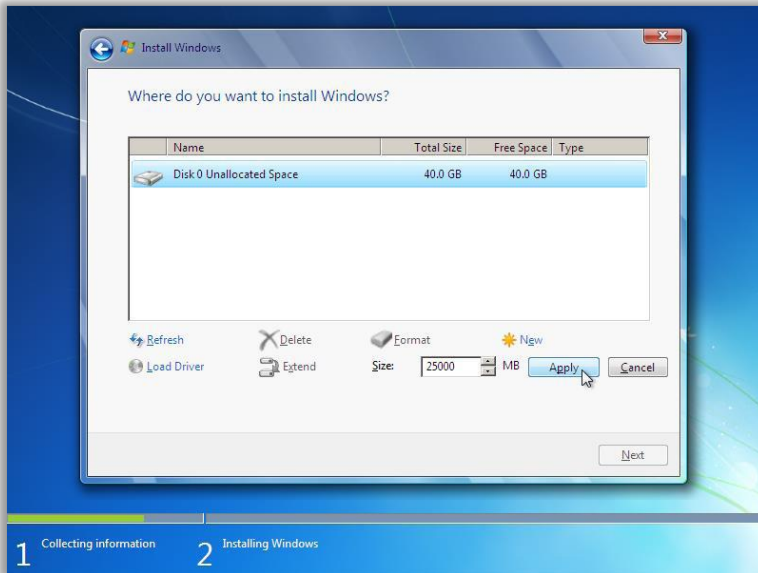 Install Windows
Where do you want to install Windows?
Name Total Size Free Space Type
Disk 0 Unallocated Space 40.0 GB 40.0 GB
Refresh Delete Format New
Load Driver Extend Size: 25000 MB Apply Cancel
Next
1 Collecting information 2 Installing Windows